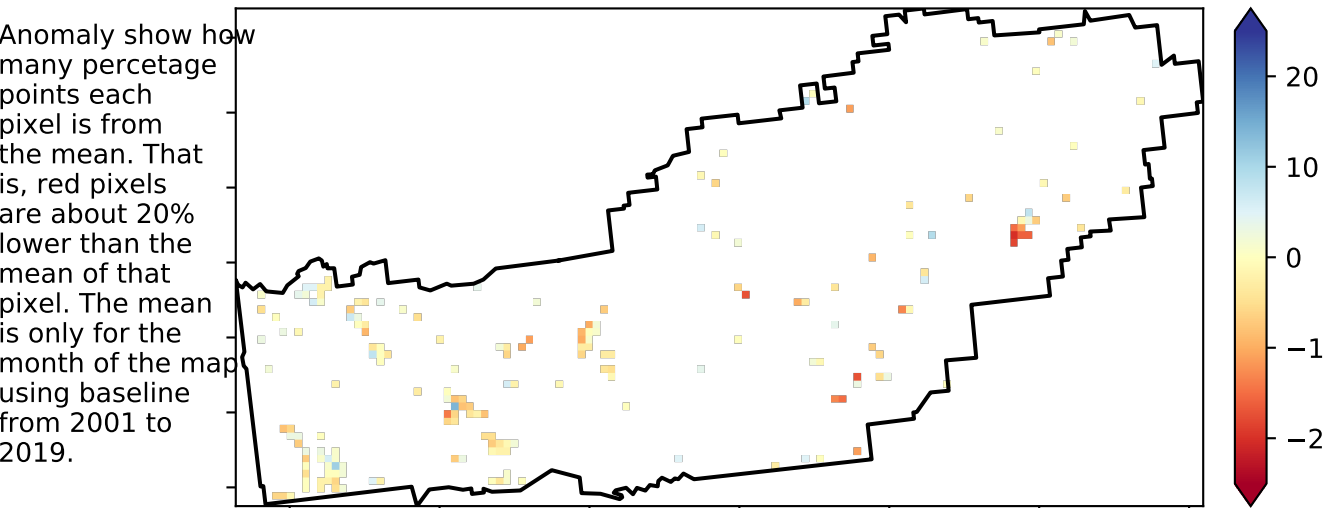 Anomaly show how
many percetage
points each
pixel is from
the mean. That
is, red pixels
are about 20%
lower than the
mean of that
pixel. The mean
is only for the
month of the map
using baseline
from 2001 to
2019.
20
10
0
−1
−2